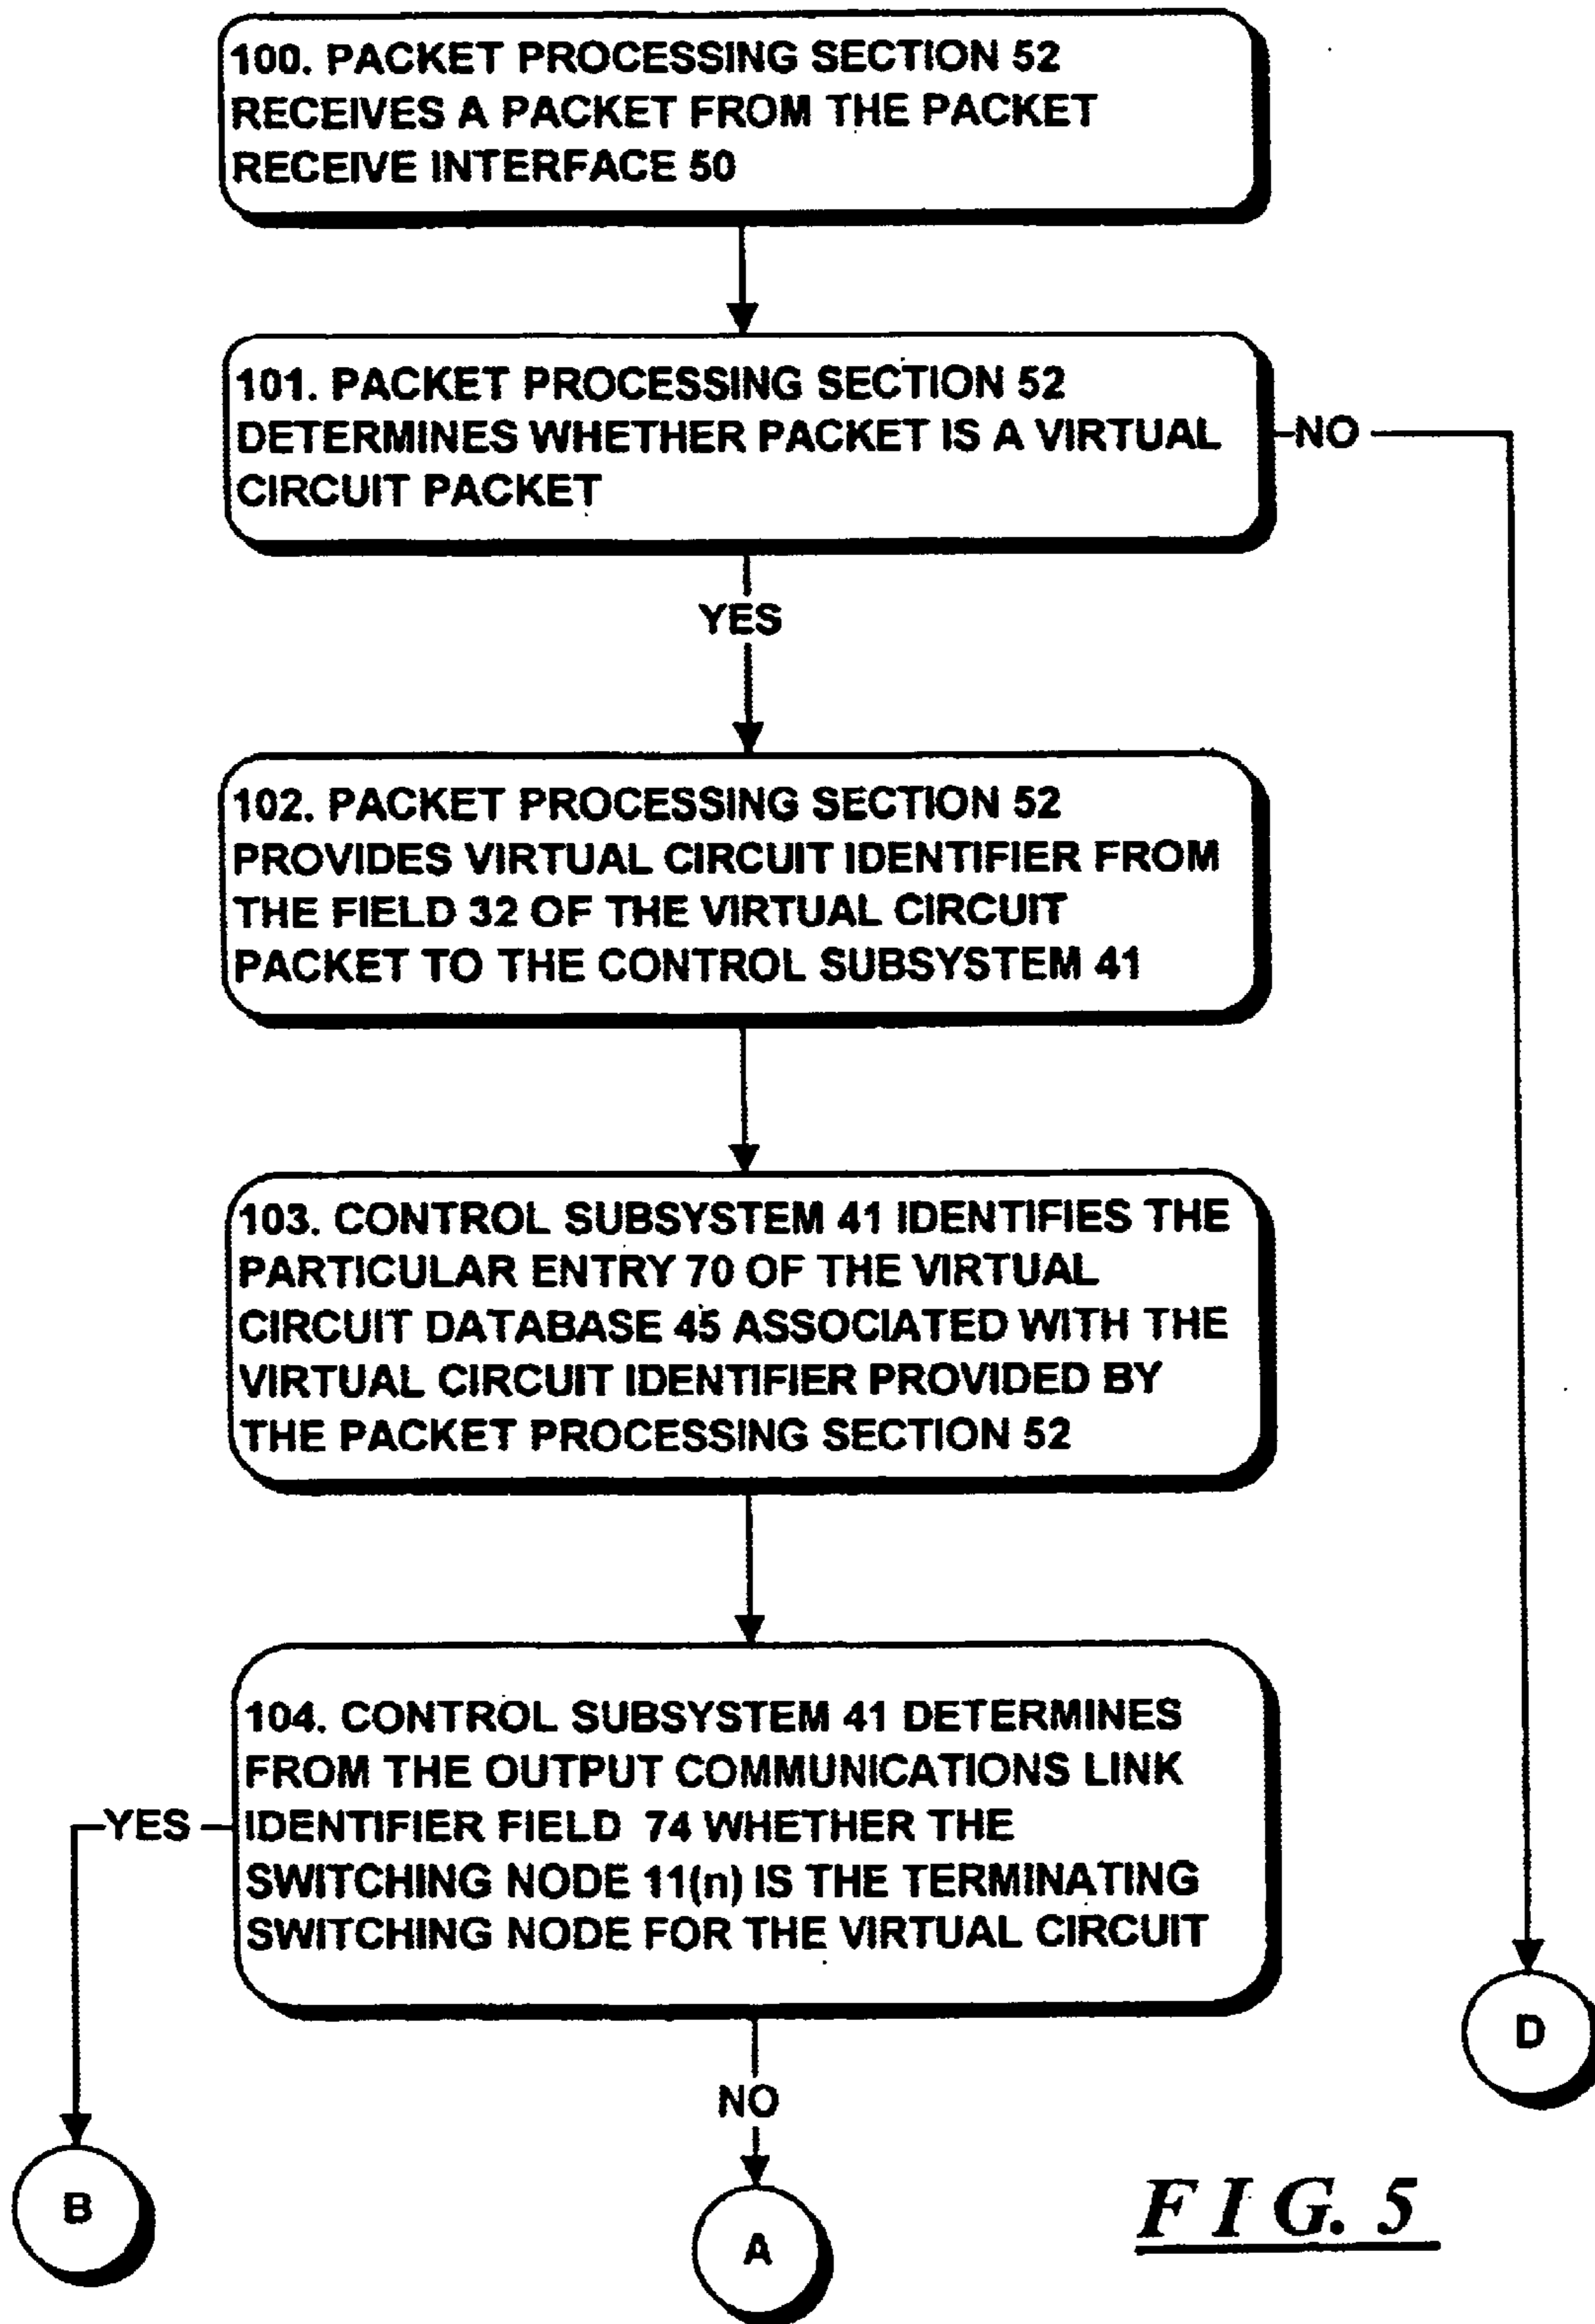 100. PACKET PROCESSING SECTION 52
RECEIVES A PACKET FROM THE PACKET
RECEIVE INTERFACE 50
101. PACKET PROCESSING SECTION 52
DETERMINES WHETHER PACKET IS A VIRTUAL
CIRCUIT PACKET
NO
YES
102. PACKET PROCESSING SECTION 52
PROVIDES VIRTUAL CIRCUIT IDENTIFIER FROM
THE FIELD 32 OF THE VIRTUAL CIRCUIT
PACKET TO THE CONTROL SUBSYSTEM 41
103. CONTROL SUBSYSTEM 41 IDENTIFIES THE
PARTICULAR ENTRY 70 OF THE VIRTUAL
CIRCUIT DATABASE 45 ASSOCIATED WITH THE
VIRTUAL CIRCUIT IDENTIFIER PROVIDED BY
THE PACKET PROCESSING SECTION 52
104. CONTROL SUBSYSTEM 41 DETERMINES
FROM THE OUTPUT COMMUNICATIONS LINK
IDENTIFIER FIELD 74 WHETHER THE
SWITCHING NODE 11(n) IS THE TERMINATING
SWITCHING NODE FOR THE VIRTUAL CIRCUIT
YES
NO
D
B
A
FIG. 5